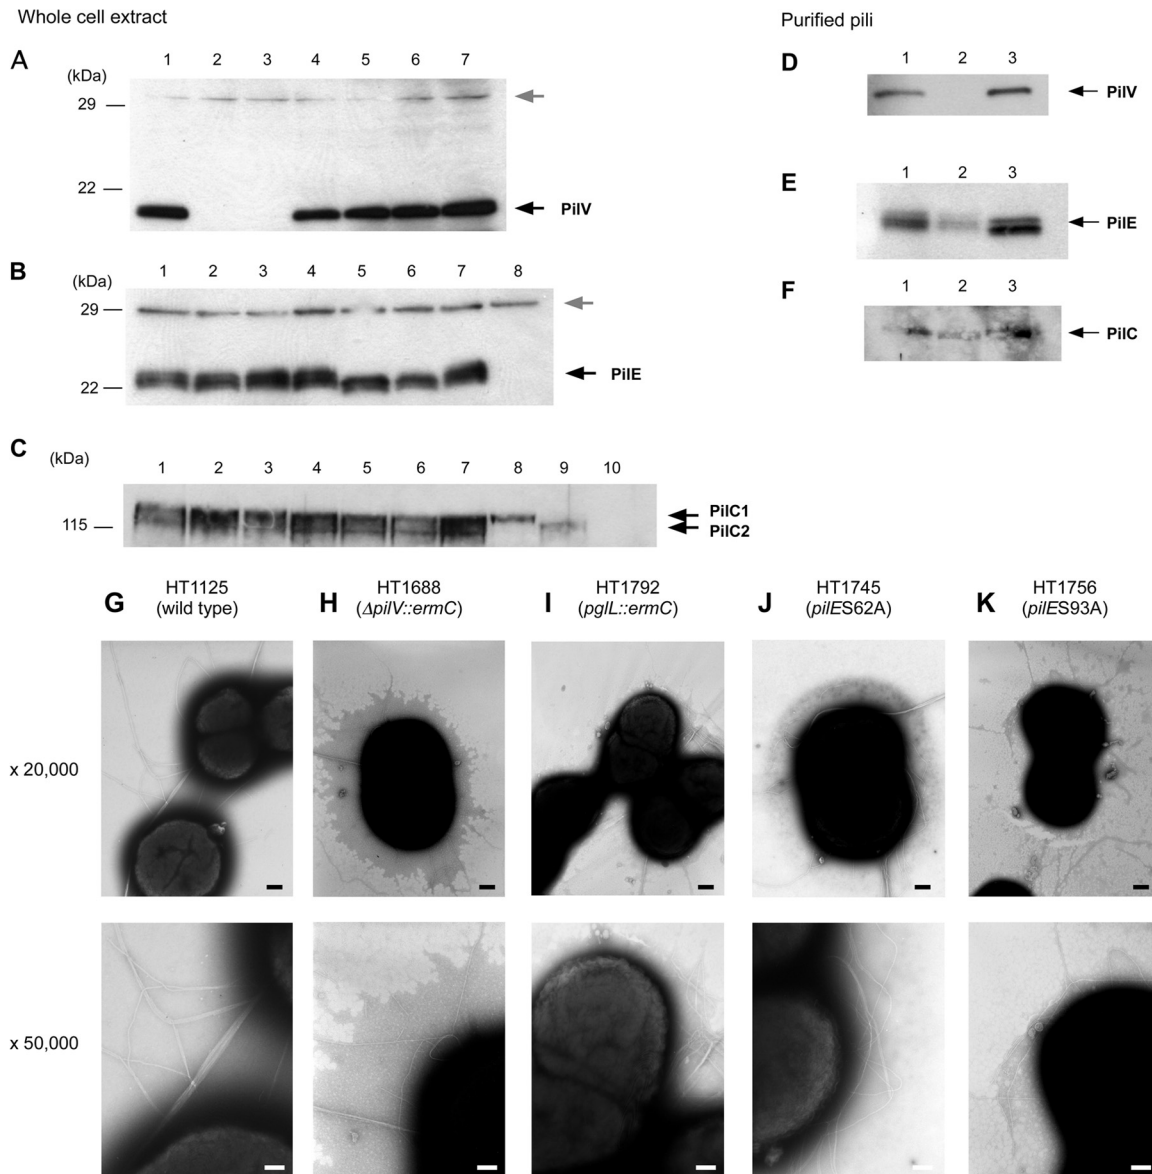 Whole cell extract
A
1 2 3 4 5 6 7
(kDa)
29
22
PilV
B
(kDa)
1 2 3 4 5 6 7 8
29
22
PilE
C
(kDa)
1 2 3 4 5 6 7 8 9 10
115
PilC1
PilC2
Purified pili
D
1 2 3
PilV
E
1 2 3
PilE
F
1 2 3
PilC
G
HT1125
(wild type)
H
HT1688
(ΔpilV::ermC)
I
HT1792
(pglL::ermC)
J
HT1745
(pilES62A)
K
HT1756
(pilES93A)
x 20,000
x 50,000